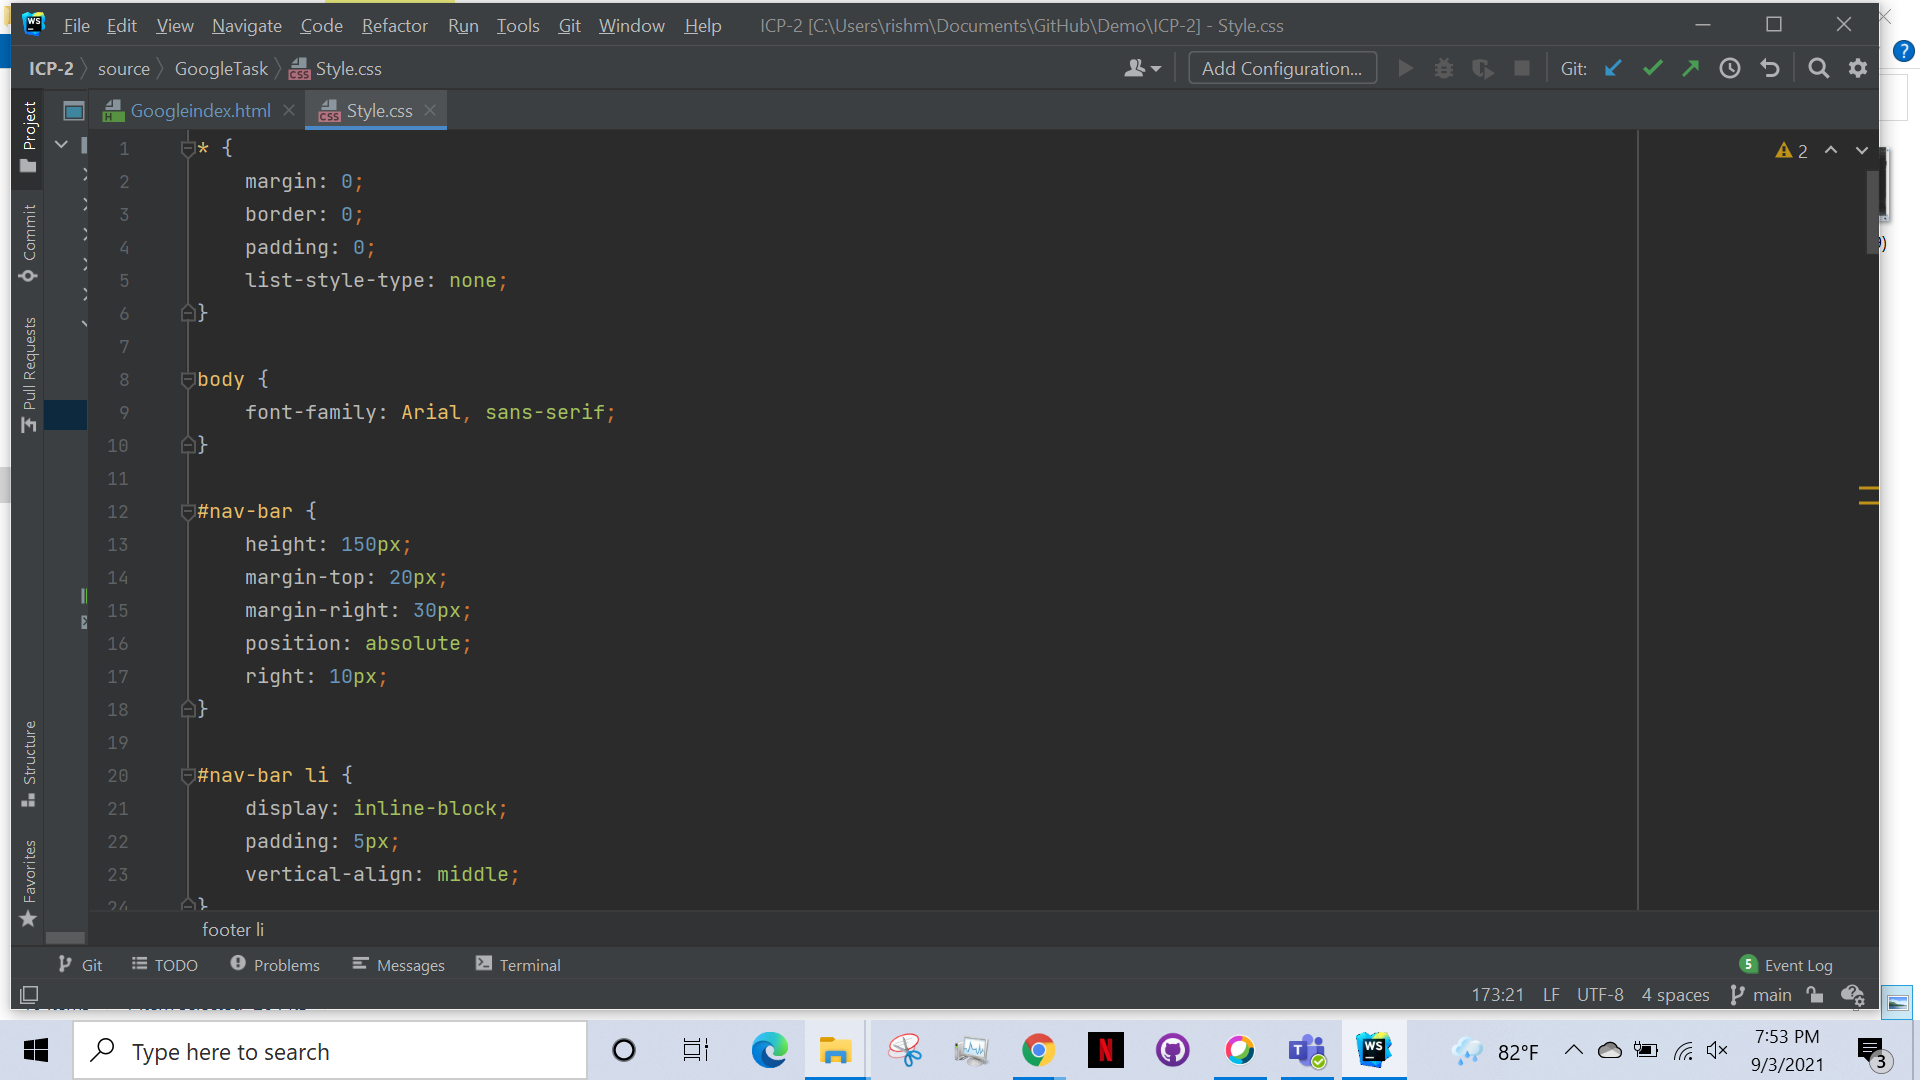 File Edit View Navigate Code Refactor Run Tools Git Window Help ICP-2 [C:\Users\rishm\Documents\GitHub\Demo\ICP-2] - Style.css
ICP-2 source GoogleTask Style.css Add Configuration... Git:
Googleindex.html Style.css
Project
Commit
Pull Requests
Structure
Favorites
2
1 * {
2 margin: 0;
3 border: 0;
4 padding: 0;
5 list-style-type: none;
6 }
7
8 body {
9 font-family: Arial, sans-serif;
10 }
11
12 #nav-bar {
13 height: 150px;
14 margin-top: 20px;
15 margin-right: 30px;
16 position: absolute;
17 right: 10px;
18 }
19
20 #nav-bar li {
21 display: inline-block;
22 padding: 5px;
23 vertical-align: middle;
24 }
footer li
Git TODO Problems Messages Terminal 5 Event Log
173:21 LF UTF-8 4 spaces main
Type here to search 82°F 7:53 PM
9/3/2021 3